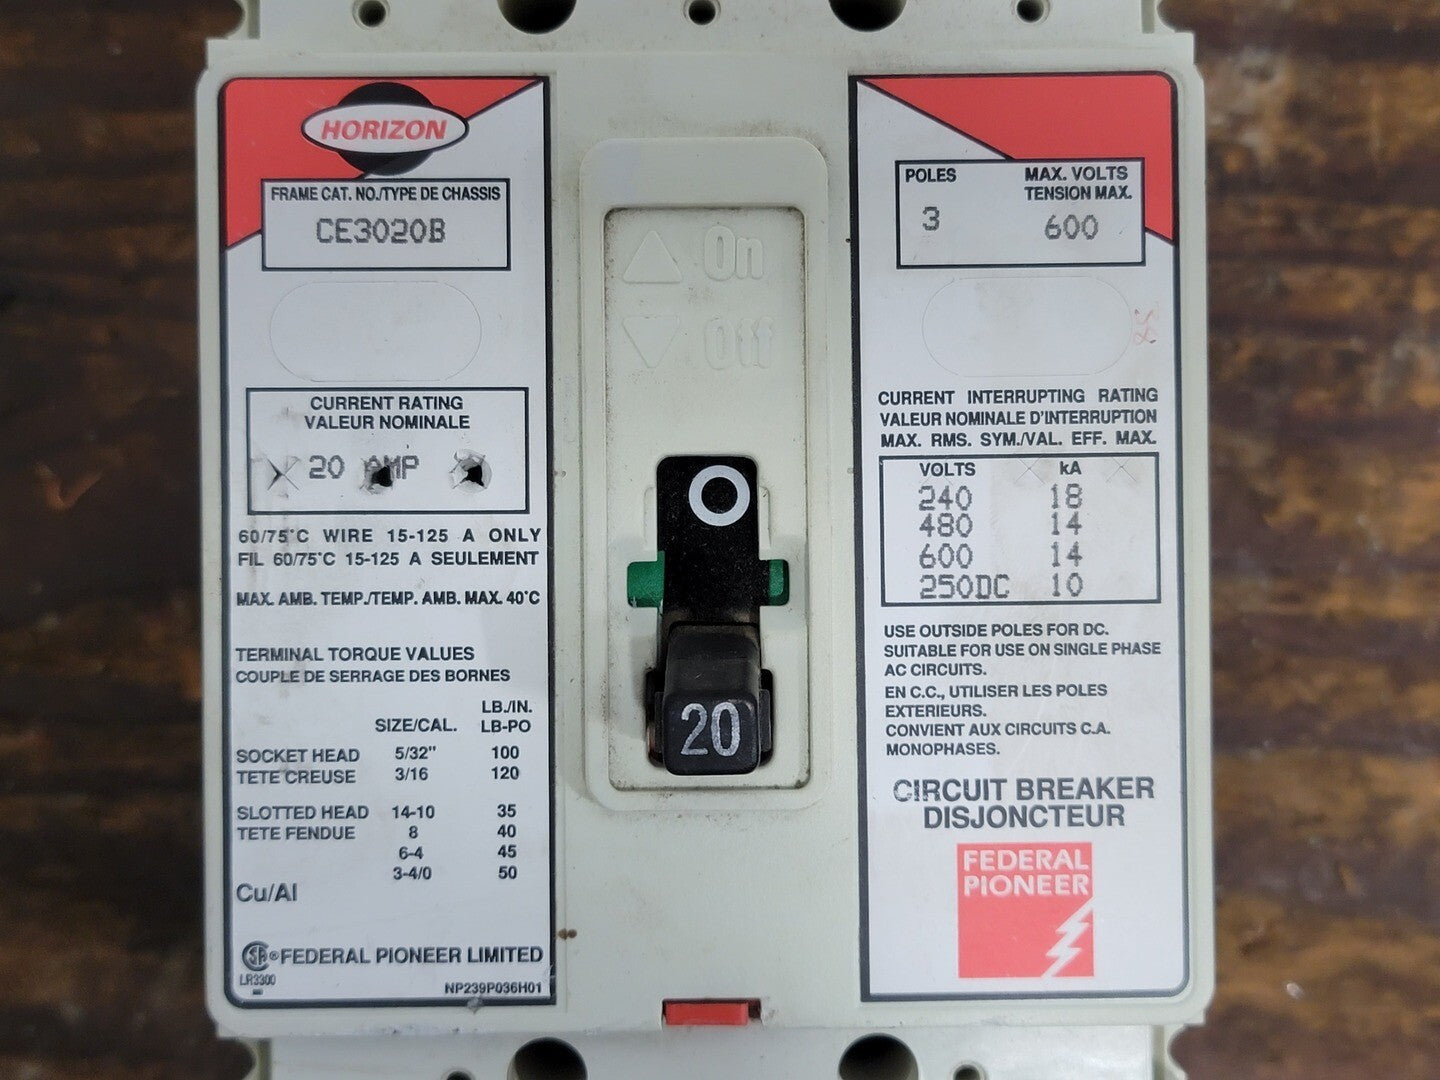 HORIZON
FRAME CAT. NO./TYPE DE CHASSIS
CE3020B
CURRENT RATING
VALEUR NOMINALE
20 AMP
60/75°C WIRE 15-125 A ONLY
FIL 60/75°C 15-125 A SEULEMENT
MAX. AMB. TEMP./TEMP. AMB. MAX. 40°C
TERMINAL TORQUE VALUES
COUPLE DE SERRAGE DES BORNES
LB./IN.
SIZE/CAL. LB-PO
SOCKET HEAD 5/32" 100
TETE CREUSE 3/16 120
SLOTTED HEAD 14-10 35
TETE FENDUE 8 40
6-4 45
3-4/0 50
Cu/Al
® FEDERAL PIONEER LIMITED
LR3300
NP239P036H01
On
Off
20
POLES MAX. VOLTS
TENSION MAX.
3 600
CURRENT INTERRUPTING RATING
VALEUR NOMINALE D'INTERRUPTION
MAX. RMS. SYM./VAL. EFF. MAX.
VOLTS kA
240 18
480 14
600 14
250DC 10
USE OUTSIDE POLES FOR DC.
SUITABLE FOR USE ON SINGLE PHASE
AC CIRCUITS.
EN C.C., UTILISER LES POLES
EXTERIEURS.
CONVIENT AUX CIRCUITS C.A.
MONOPHASES.
CIRCUIT BREAKER
DISJONCTEUR
FEDERAL
PIONEER